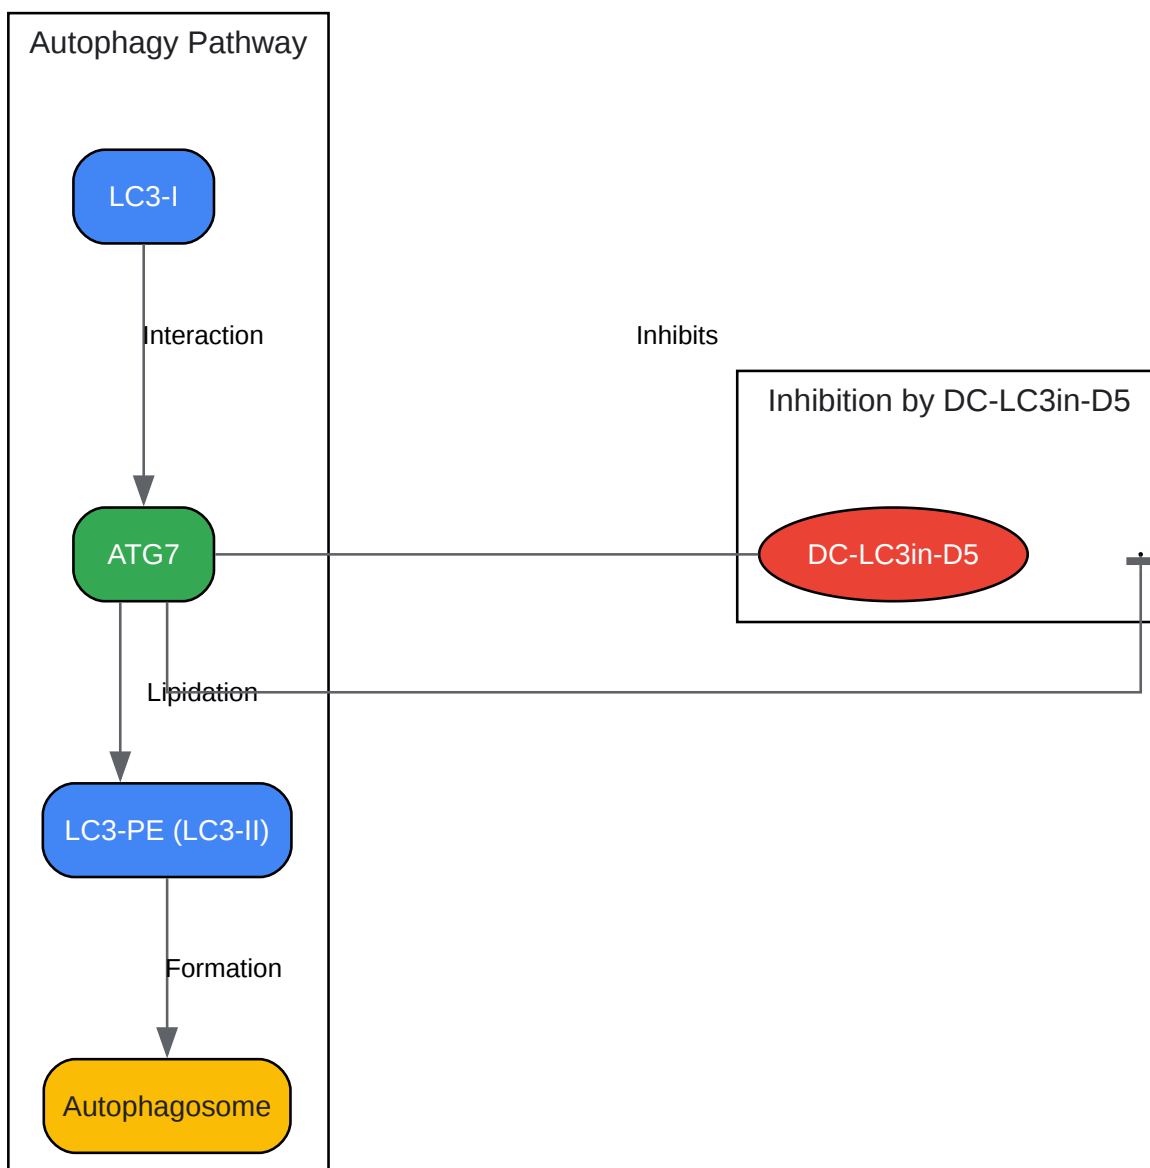 Autophagy Pathway
LC3-I
Interaction
Inhibits
Inhibition by DC-LC3in-D5
ATG7
DC-LC3in-D5
Lipidation
LC3-PE (LC3-II)
Formation
Autophagosome